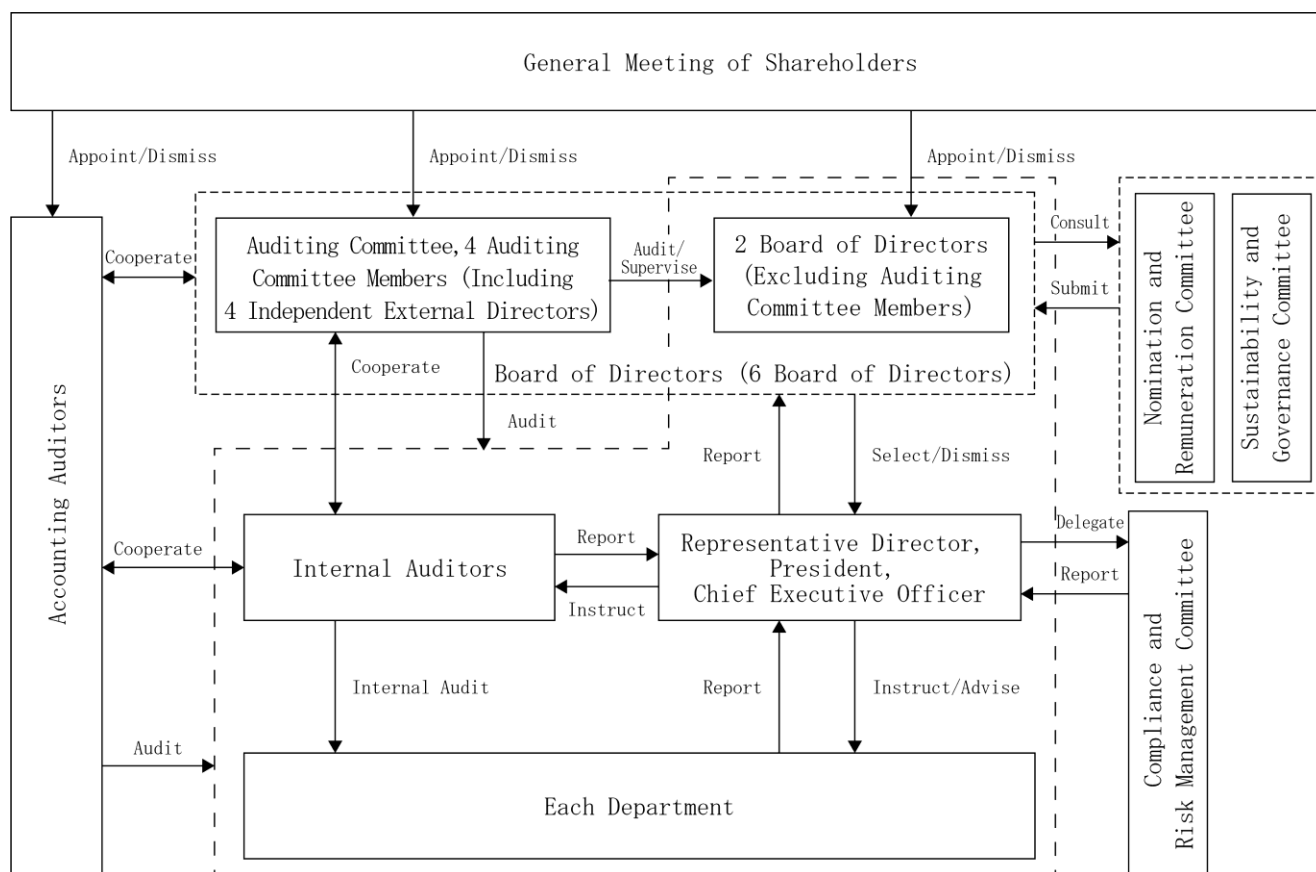 General Meeting of Shareholders
Appoint/Dismiss
Appoint/Dismiss
Appoint/Dismiss
Accounting Auditors
Cooperate
Auditing Committee, 4 Auditing
Committee Members (Including
4 Independent External Directors)
Audit/
Supervise
2 Board of Directors
(Excluding Auditing
Committee Members)
Consult
Submit
Nomination and
Remuneration Committee
Sustainability and
Governance Committee
Cooperate
Board of Directors (6 Board of Directors)
Audit
Report
Select/Dismiss
Cooperate
Internal Auditors
Report
Instruct
Representative Director,
President,
Chief Executive Officer
Delegate
Report
Compliance and
Risk Management Committee
Internal Audit
Report
Instruct/Advise
Audit
Each Department